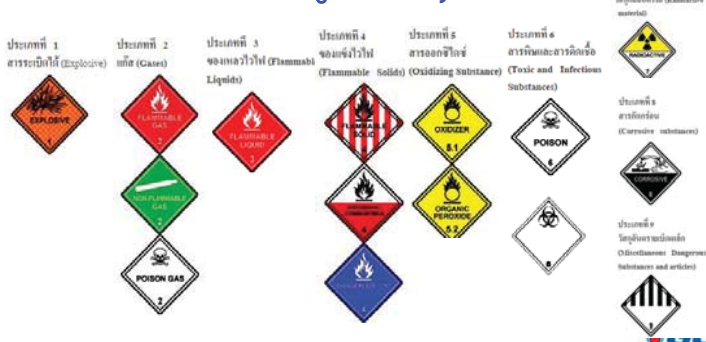 ประเภทที่ 1
สารระเบิดได้ (Explosive)
EXPLOSIVE
1
ประเภทที่ 2
แก๊ส (Gases)
FLAMMABLE
GAS
2
NON-FLAMMABLE
GAS
2
POISON GAS
2
ประเภทที่ 3
ของเหลวไวไฟ (Flammabl
Liquids)
FLAMMABLE
LIQUID
3
ประเภทที่ 4
ของแข็งไวไฟ
(Flammable Solids)
FLAMMABLE
SOLID
4
ประเภทที่ 5
สารออกซิไดซ์
(Oxidizing Substance)
OXIDIZER
5.1
ORGANIC
PEROXIDE
5.2
ประเภทที่ 6
สารพิษและสารติดเชื้อ
(Toxic and Infectious
Substances)
POISON
6
material)
RADIOACTIVE
7
ประเภทที่ 8
สารกัดกร่อน
(Corrosive substances)
CORROSIVE
8
ประเภทที่ 9
วัตถุอันตรายเบ็ดเตล็ด
(Miscellaneous Dangerous
Substances and articles)
9